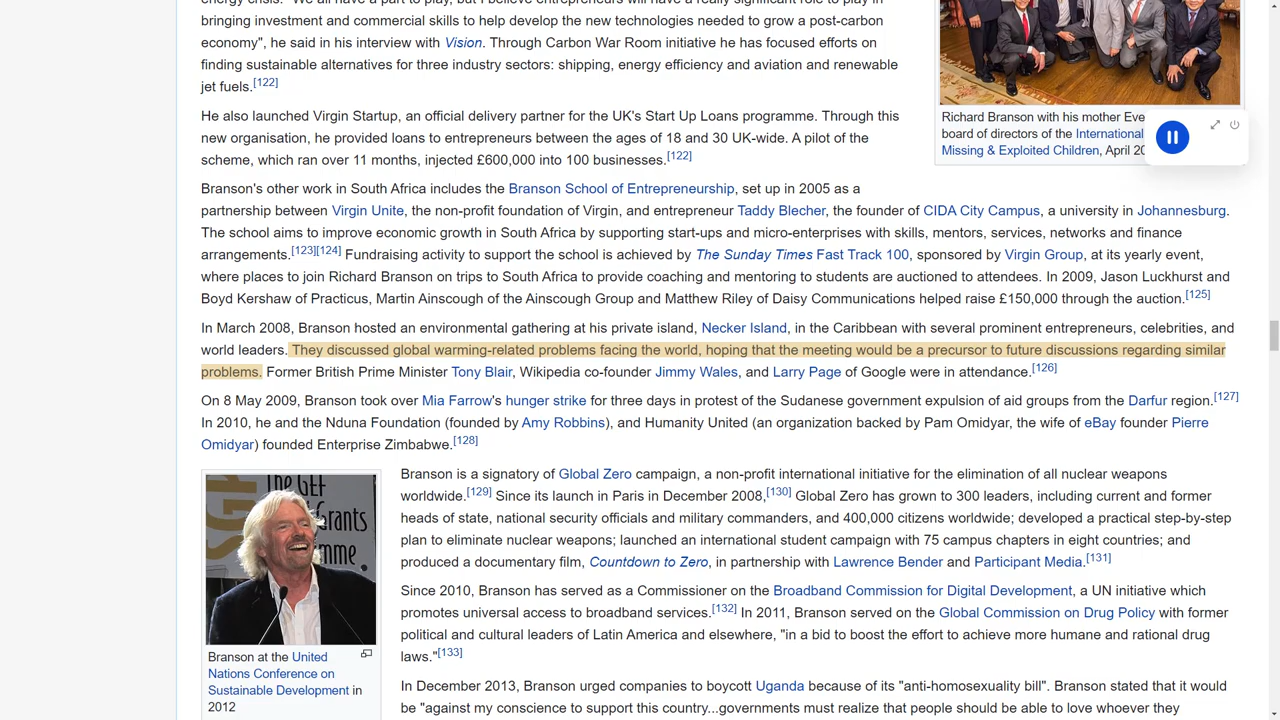 energy crisis. "We all have a part to play, but I believe entrepreneurs will have a really significant role to play in
bringing investment and commercial skills to help develop the new technologies needed to grow a post-carbon
economy", he said in his interview with Vision. Through Carbon War Room initiative he has focused efforts on
finding sustainable alternatives for three industry sectors: shipping, energy efficiency and aviation and renewable
jet fuels.[122]
Richard Branson with his mother Eve
board of directors of the International
Missing & Exploited Children, April 20
He also launched Virgin Startup, an official delivery partner for the UK's Start Up Loans programme. Through this
new organisation, he provided loans to entrepreneurs between the ages of 18 and 30 UK-wide. A pilot of the
scheme, which ran over 11 months, injected £600,000 into 100 businesses.[122]
Branson's other work in South Africa includes the Branson School of Entrepreneurship, set up in 2005 as a
partnership between Virgin Unite, the non-profit foundation of Virgin, and entrepreneur Taddy Blecher, the founder of CIDA City Campus, a university in Johannesburg.
The school aims to improve economic growth in South Africa by supporting start-ups and micro-enterprises with skills, mentors, services, networks and finance
arrangements.[123][124] Fundraising activity to support the school is achieved by The Sunday Times Fast Track 100, sponsored by Virgin Group, at its yearly event,
where places to join Richard Branson on trips to South Africa to provide coaching and mentoring to students are auctioned to attendees. In 2009, Jason Luckhurst and
Boyd Kershaw of Practicus, Martin Ainscough of the Ainscough Group and Matthew Riley of Daisy Communications helped raise £150,000 through the auction.[125]
In March 2008, Branson hosted an environmental gathering at his private island, Necker Island, in the Caribbean with several prominent entrepreneurs, celebrities, and
world leaders. They discussed global warming-related problems facing the world, hoping that the meeting would be a precursor to future discussions regarding similar
problems. Former British Prime Minister Tony Blair, Wikipedia co-founder Jimmy Wales, and Larry Page of Google were in attendance.[126]
On 8 May 2009, Branson took over Mia Farrow's hunger strike for three days in protest of the Sudanese government expulsion of aid groups from the Darfur region.[127]
In 2010, he and the Nduna Foundation (founded by Amy Robbins), and Humanity United (an organization backed by Pam Omidyar, the wife of eBay founder Pierre
Omidyar) founded Enterprise Zimbabwe.[128]
Branson is a signatory of Global Zero campaign, a non-profit international initiative for the elimination of all nuclear weapons
worldwide.[129] Since its launch in Paris in December 2008,[130] Global Zero has grown to 300 leaders, including current and former
heads of state, national security officials and military commanders, and 400,000 citizens worldwide; developed a practical step-by-step
plan to eliminate nuclear weapons; launched an international student campaign with 75 campus chapters in eight countries; and
produced a documentary film, Countdown to Zero, in partnership with Lawrence Bender and Participant Media.[131]
Since 2010, Branson has served as a Commissioner on the Broadband Commission for Digital Development, a UN initiative which
promotes universal access to broadband services.[132] In 2011, Branson served on the Global Commission on Drug Policy with former
political and cultural leaders of Latin America and elsewhere, "in a bid to boost the effort to achieve more humane and rational drug
laws."[133]
In December 2013, Branson urged companies to boycott Uganda because of its "anti-homosexuality bill". Branson stated that it would
be "against my conscience to support this country...governments must realize that people should be able to love whoever they
The GEF
Grants
mme.
Branson at the United
Nations Conference on
Sustainable Development in
2012